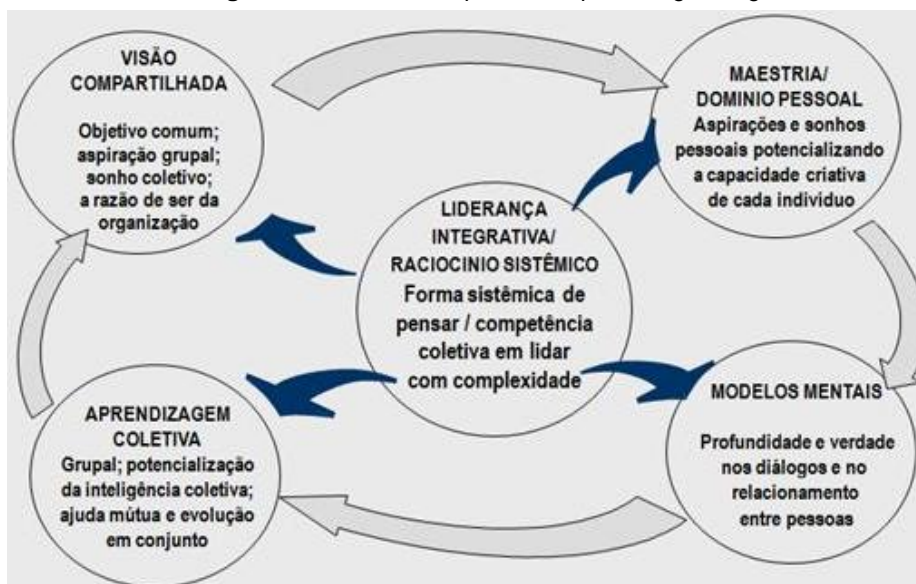 VISÃO
COMPARTILHADA
Objetivo comum;
aspiração grupal;
sonho coletivo;
a razão de ser da
organização
MAESTRIA/
DOMINIO PESSOAL
Aspirações e sonhos
pessoais potencializando
a capacidade criativa
de cada individuo
LIDERANÇA
INTEGRATIVA/
RACIOCINIO SISTÊMICO
Forma sistêmica de
pensar / competência
coletiva em lidar
com complexidade
APRENDIZAGEM
COLETIVA
Grupal; potencialização
da inteligência coletiva;
ajuda mútua e evolução
em conjunto
MODELOS MENTAIS
Profundidade e verdade
nos diálogos e no
relacionamento
entre pessoas